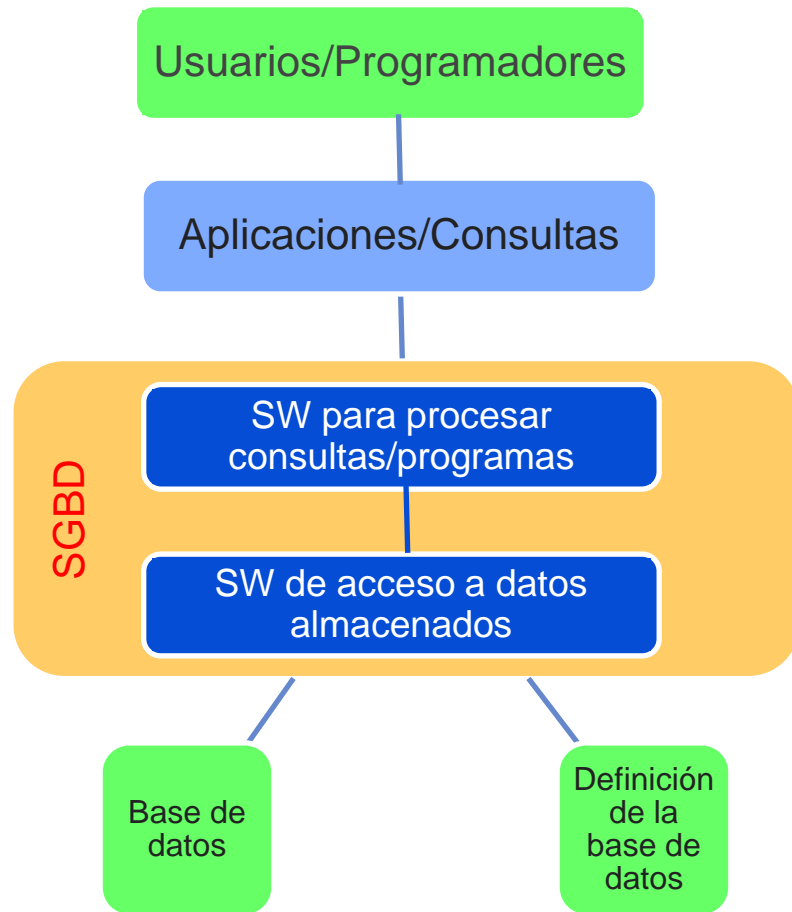 Usuarios/Programadores
Aplicaciones/Consultas
SGBD
SW para procesar
consultas/programas
SW de acceso a datos
almacenados
Base de
datos
Definición
de la
base de
datos